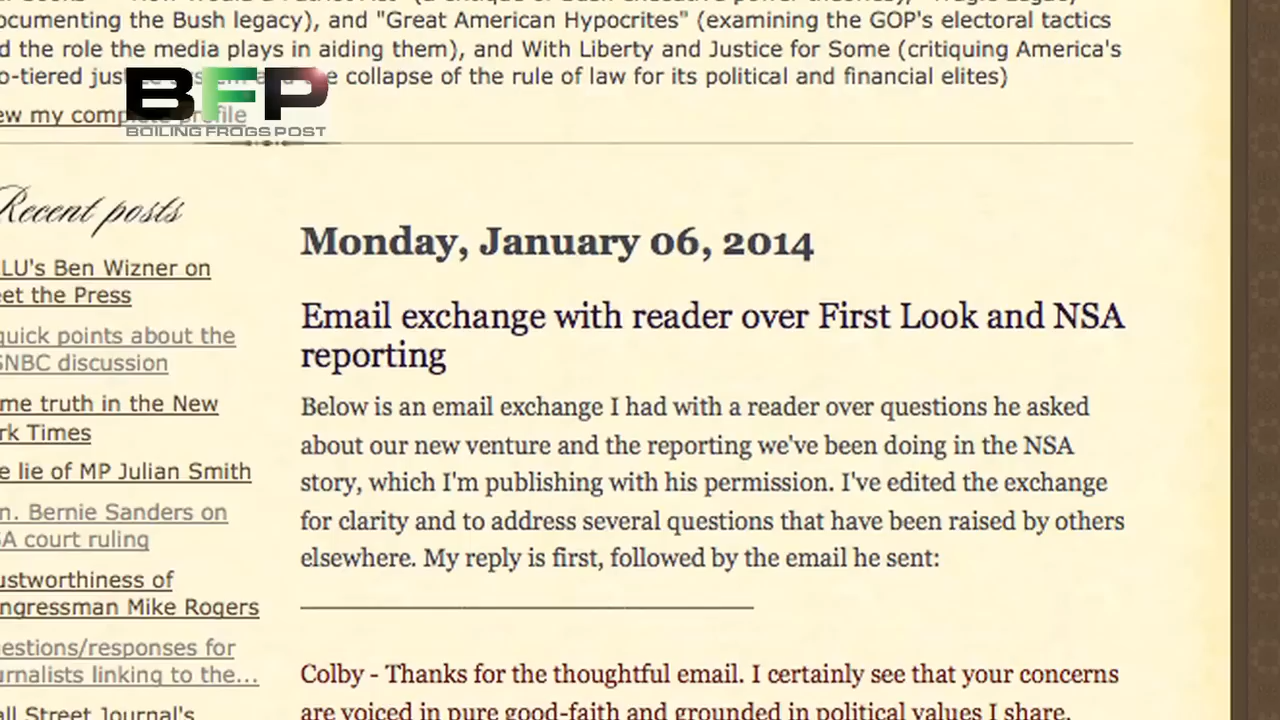 documenting the Bush legacy), and "Great American Hypocrites" (examining the GOP's electoral tactics
the role the media plays in aiding them), and With Liberty and Justice for Some (critiquing America's
collapse of the rule of law for its political and financial elites)
my complete profile
BFP
BOILING FROGS POST
Recent posts
LU's Ben Wizner on
et the Press
quick points about the
SNBC discussion
me truth in the New
rk Times
e lie of MP Julian Smith
n. Bernie Sanders on
SA court ruling
ustworthiness of
ngressman Mike Rogers
estions/responses for
urnalists linking to the...
all Street Journal's
Monday, January 06, 2014
Email exchange with reader over First Look and NSA
reporting
Below is an email exchange I had with a reader over questions he asked
about our new venture and the reporting we've been doing in the NSA
story, which I'm publishing with his permission. I've edited the exchange
for clarity and to address several questions that have been raised by others
elsewhere. My reply is first, followed by the email he sent:
Colby - Thanks for the thoughtful email. I certainly see that your concerns
are voiced in pure good-faith and grounded in political values I share.